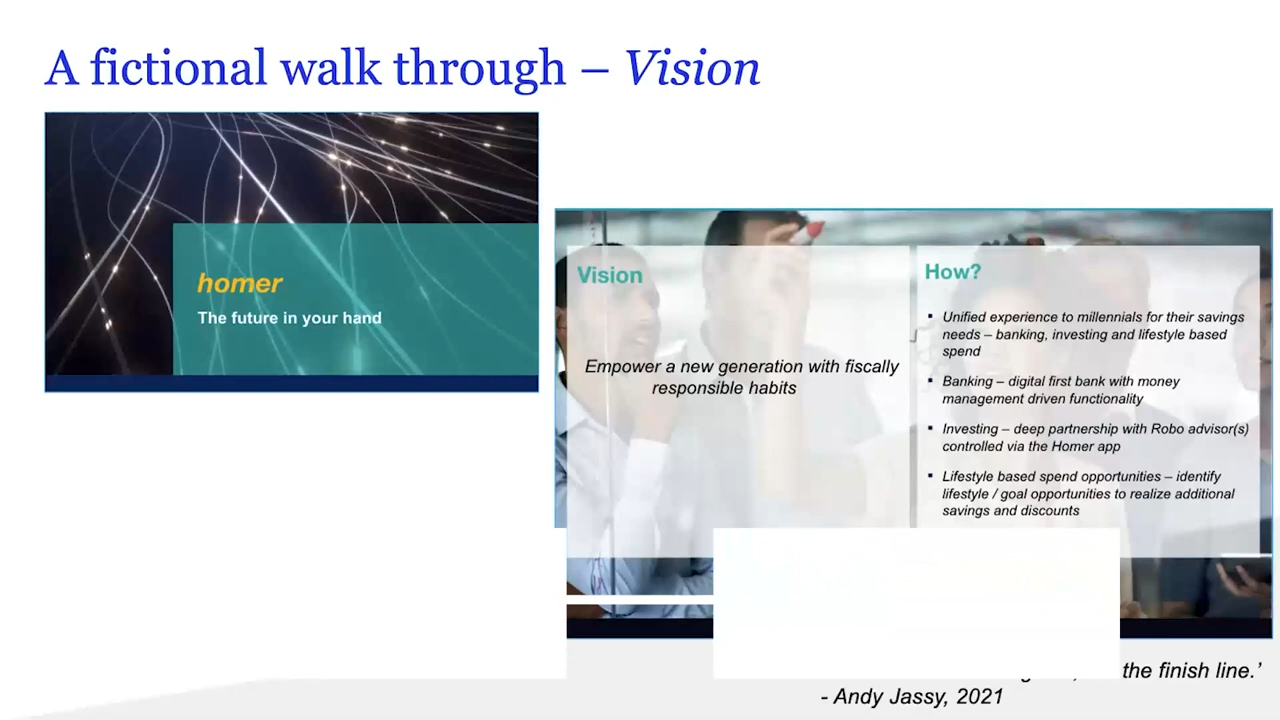 A fictional walk through – Vision
homer
The future in your hand
Vision
Empower a new generation with fiscally
responsible habits
How?
▪ Unified experience to millennials for their savings
needs – banking, investing and lifestyle based
spend
▪ Banking – digital first bank with money
management driven functionality
▪ Investing – deep partnership with Robo advisor(s)
controlled via the Homer app
▪ Lifestyle based spend opportunities – identify
lifestyle / goal opportunities to realize additional
savings and discounts
the finish line.’
- Andy Jassy, 2021